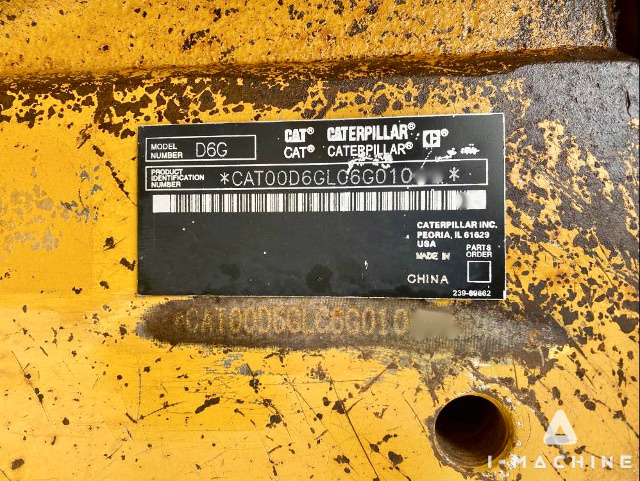 MODEL NUMBER D6G
CAT® CATERPILLAR®
CAT® CATERPILLAR®
PRODUCT IDENTIFICATION NUMBER *CAT00D6GLC6G010 *
CATERPILLAR INC.
PEORIA, IL 61629
USA
MADE IN
CHINA
PARTS ORDER
239-89662
*CAT00D6GLC6G010
I-MACHINE